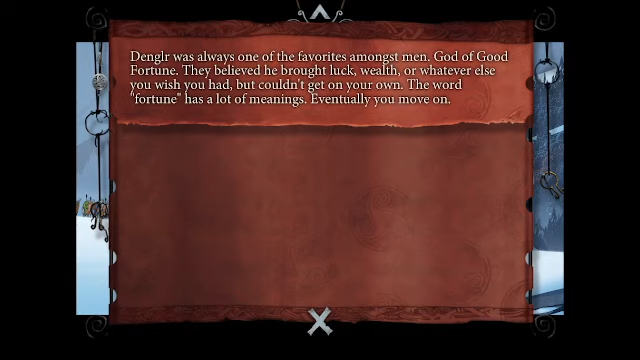 Denglr was always one of the favorites amongst men. God of Good
Fortune. They believed he brought luck, wealth, or whatever else
you wish you had, but couldn't get on your own. The word
"fortune" has a lot of meanings. Eventually you move on.